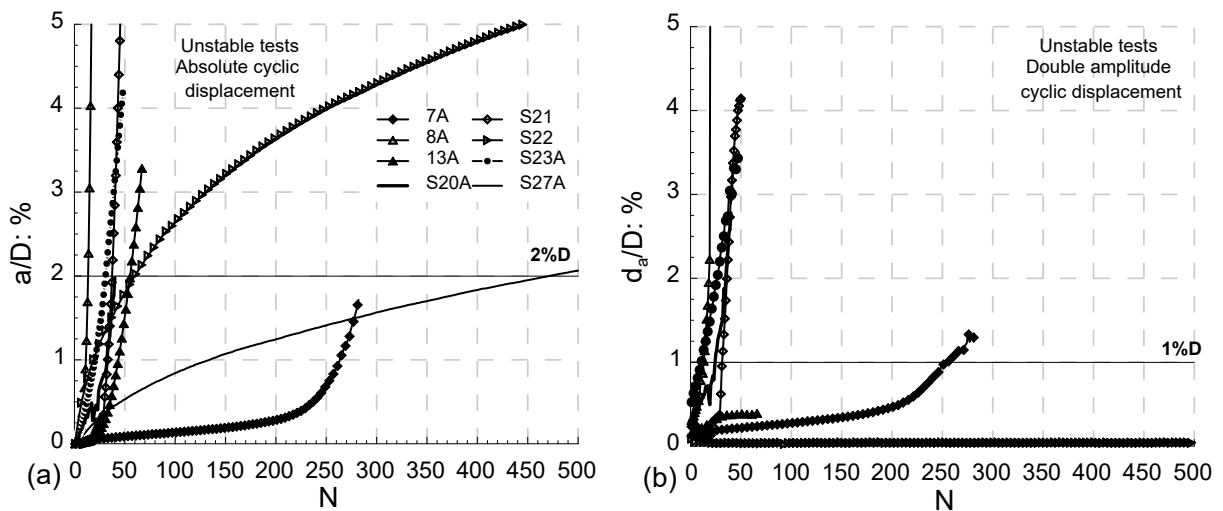 Unstable tests
Absolute cyclic
displacement
7A
8A
13A
S20A
S21
S22
S23A
S27A
2%D
a/D: %
5
4
3
2
1
0
0 50 100 150 200 250 300 350 400 450 500
N
(a)
Unstable tests
Double amplitude
cyclic displacement
1%D
da/D: %
5
4
3
2
1
0
0 50 100 150 200 250 300 350 400 450 500
N
(b)